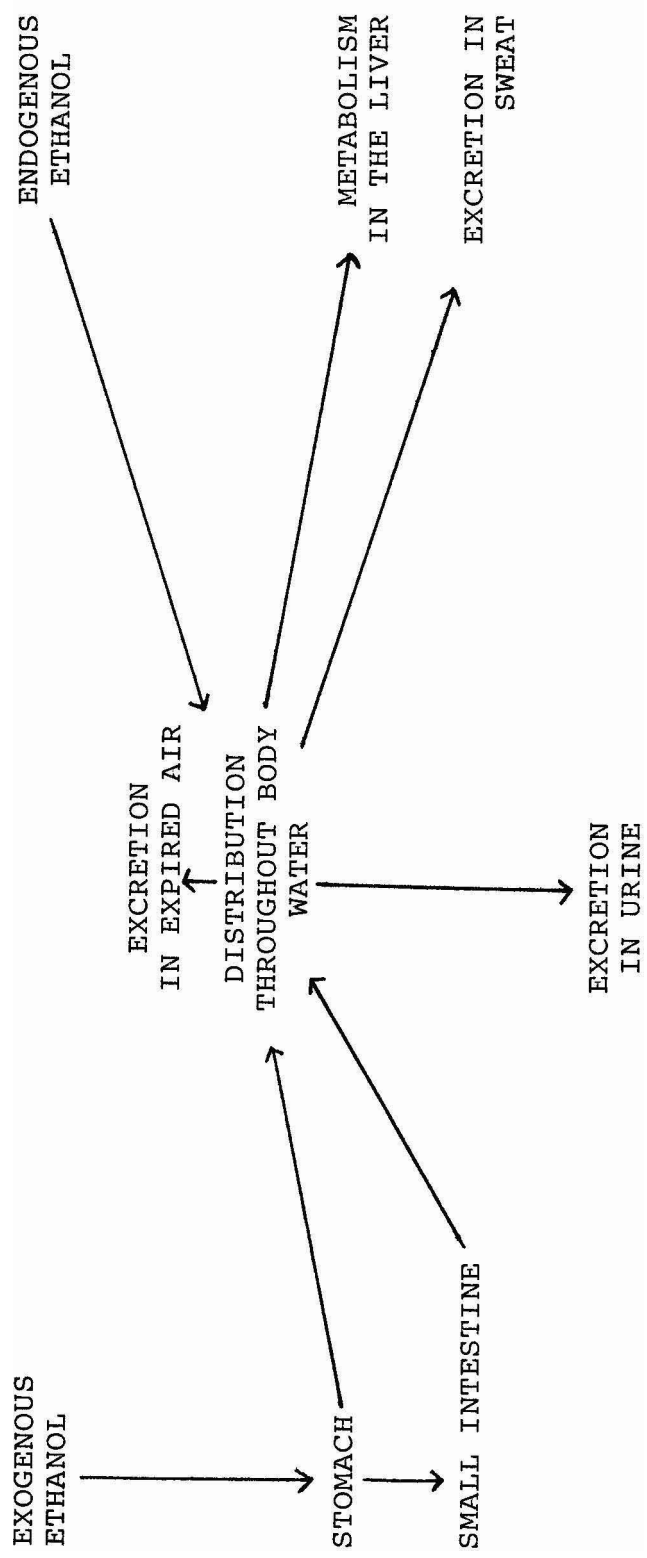 EXOGENOUS
ETHANOL
STOMACH
SMALL INTESTINE
EXCRETION
IN EXPIRED AIR
DISTRIBUTION
THROUGHOUT BODY
WATER
EXCRETION
IN URINE
ENDOGENOUS
ETHANOL
METABOLISM
IN THE LIVER
EXCRETION IN
SWEAT